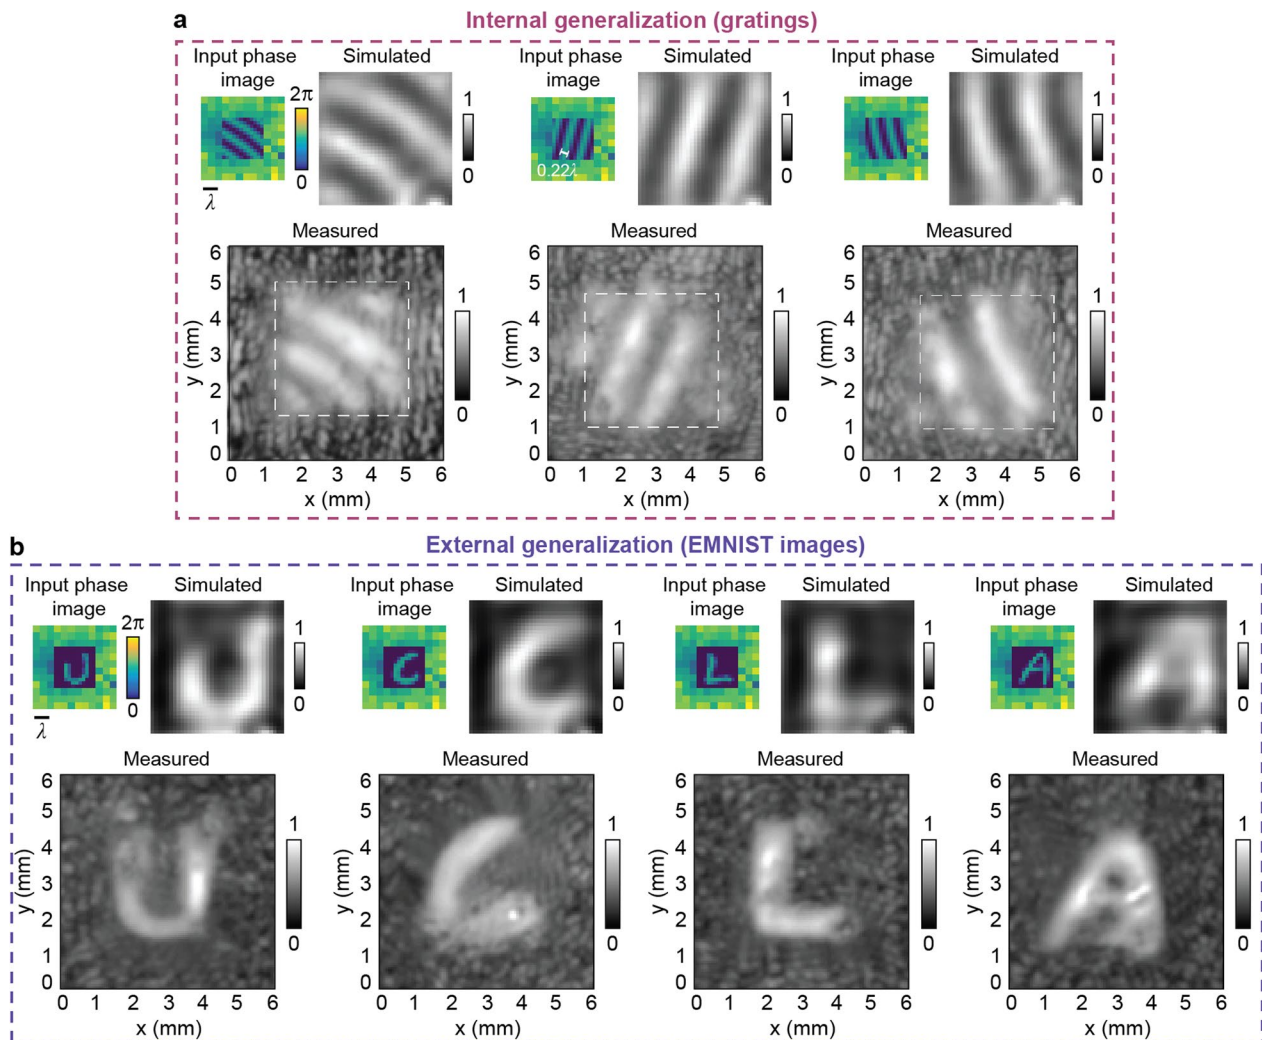 a Internal generalization (gratings)
Input phase image Simulated Input phase image Simulated Input phase image Simulated
2π 1 1 1
0 0 0 0
0.22λ
λ
Measured Measured Measured
6 6 6
5 5 5
4 4 4
3 3 3
2 2 2
1 1 1
0 0 0
y (mm) y (mm) y (mm)
1 1 1
0 0 0
0 1 2 3 4 5 6 0 1 2 3 4 5 6 0 1 2 3 4 5 6
x (mm) x (mm) x (mm)
b External generalization (EMNIST images)
Input phase image Simulated Input phase image Simulated Input phase image Simulated Input phase image Simulated
2π 1 1 1 1
0 0 0 0 0
U C L A
λ
Measured Measured Measured Measured
6 6 6 6
5 5 5 5
4 4 4 4
3 3 3 3
2 2 2 2
1 1 1 1
0 0 0 0
y (mm) y (mm) y (mm) y (mm)
1 1 1 1
0 0 0 0
0 1 2 3 4 5 6 0 1 2 3 4 5 6 0 1 2 3 4 5 6 0 1 2 3 4 5 6
x (mm) x (mm) x (mm) x (mm)